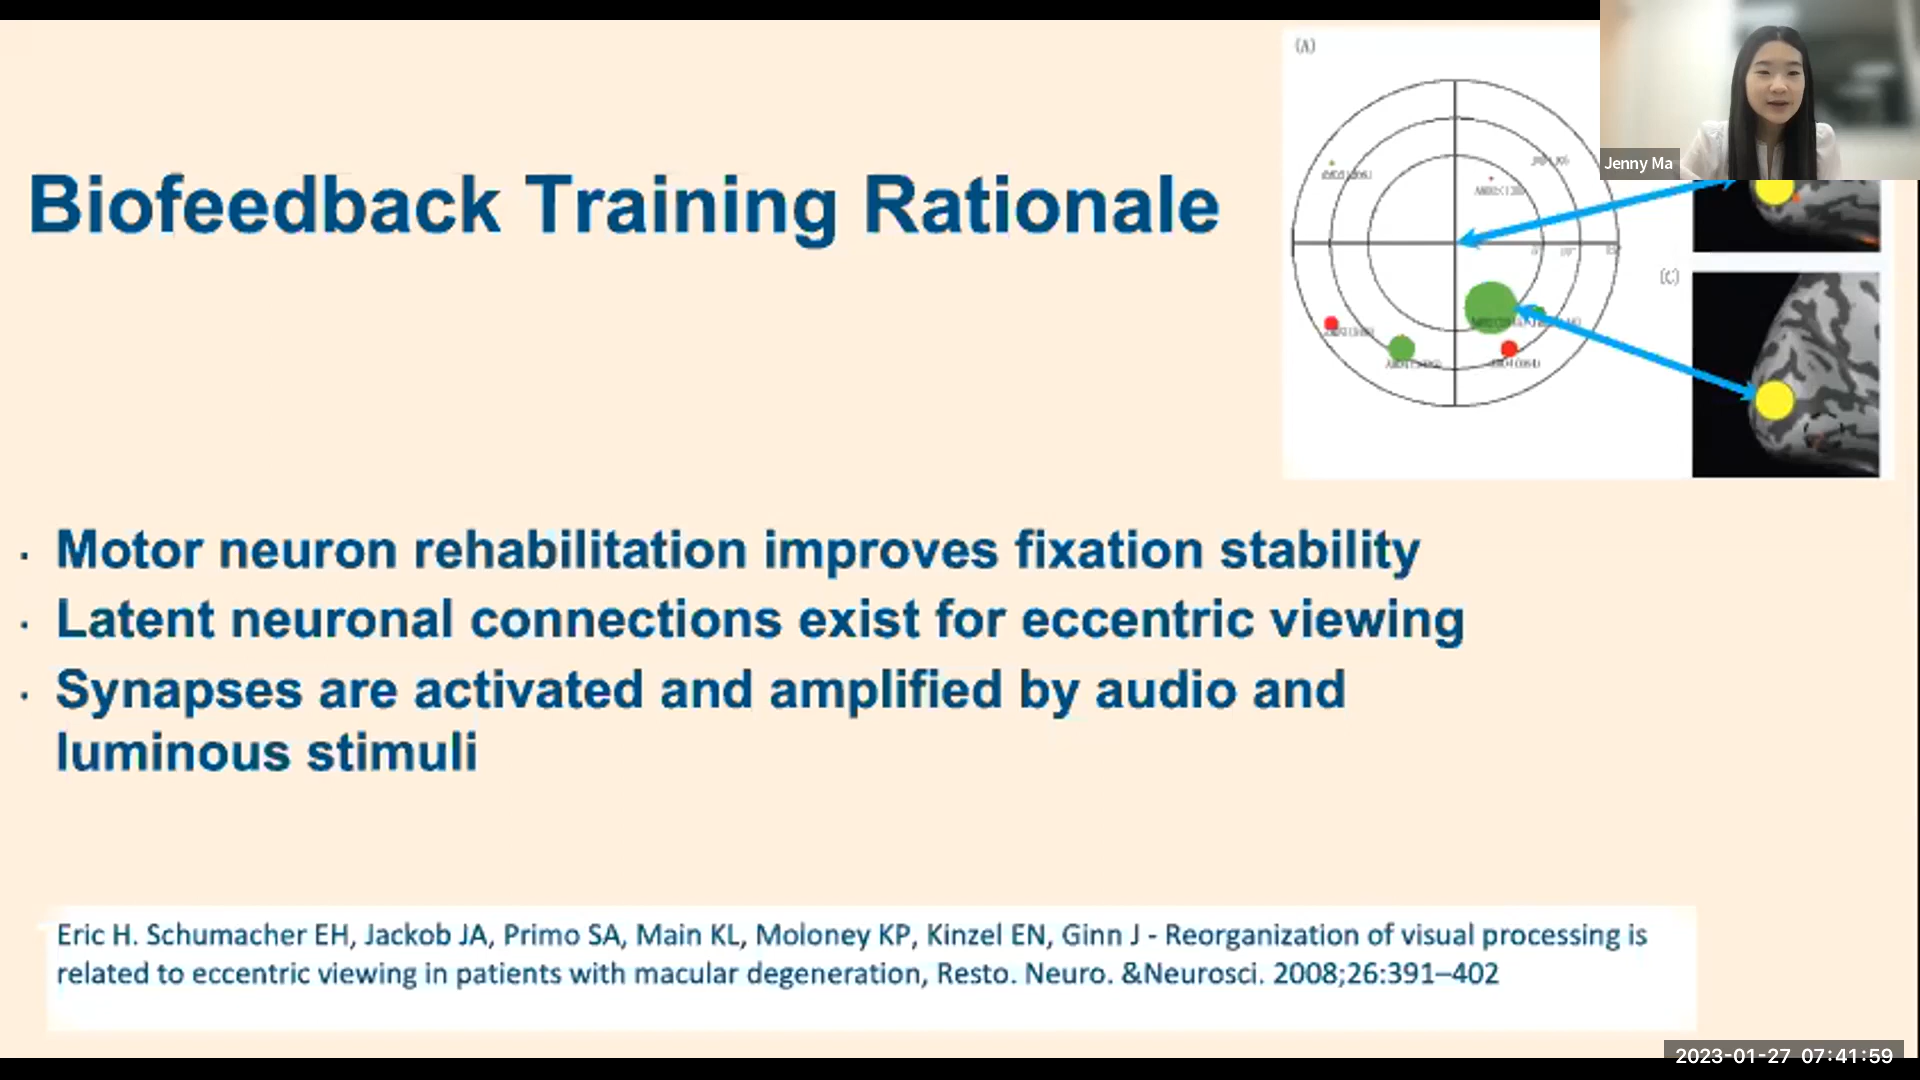 (A)
Jenny Ma
Biofeedback Training Rationale
(C)
· Motor neuron rehabilitation improves fixation stability
· Latent neuronal connections exist for eccentric viewing
· Synapses are activated and amplified by audio and
luminous stimuli
Eric H. Schumacher EH, Jackob JA, Primo SA, Main KL, Moloney KP, Kinzel EN, Ginn J - Reorganization of visual processing is
related to eccentric viewing in patients with macular degeneration, Resto. Neuro. &Neurosci. 2008;26:391–402
2023-01-27 07:41:59